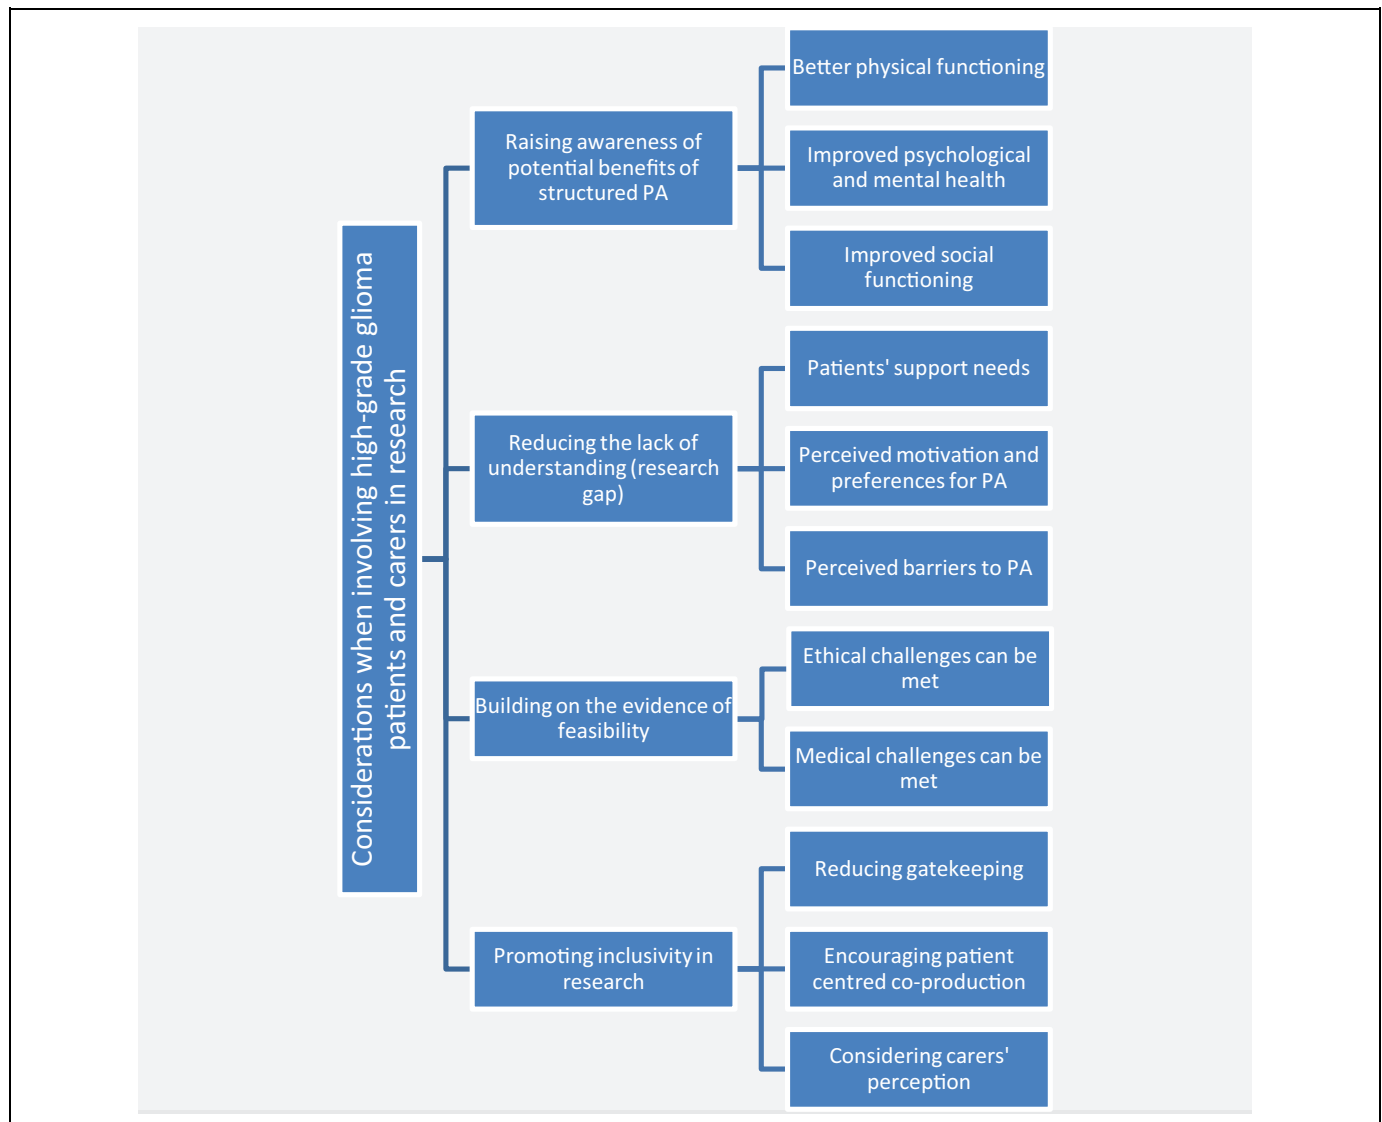 Considerations when involving high-grade glioma
patients and carers in research
Raising awareness of
potential benefits of
structured PA
Better physical functioning
Improved psychological
and mental health
Improved social
functioning
Reducing the lack of
understanding (research
gap)
Patients' support needs
Perceived motivation and
preferences for PA
Perceived barriers to PA
Building on the evidence of
feasibility
Ethical challenges can be
met
Medical challenges can be
met
Promoting inclusivity in
research
Reducing gatekeeping
Encouraging patient
centred co-production
Considering carers'
perception